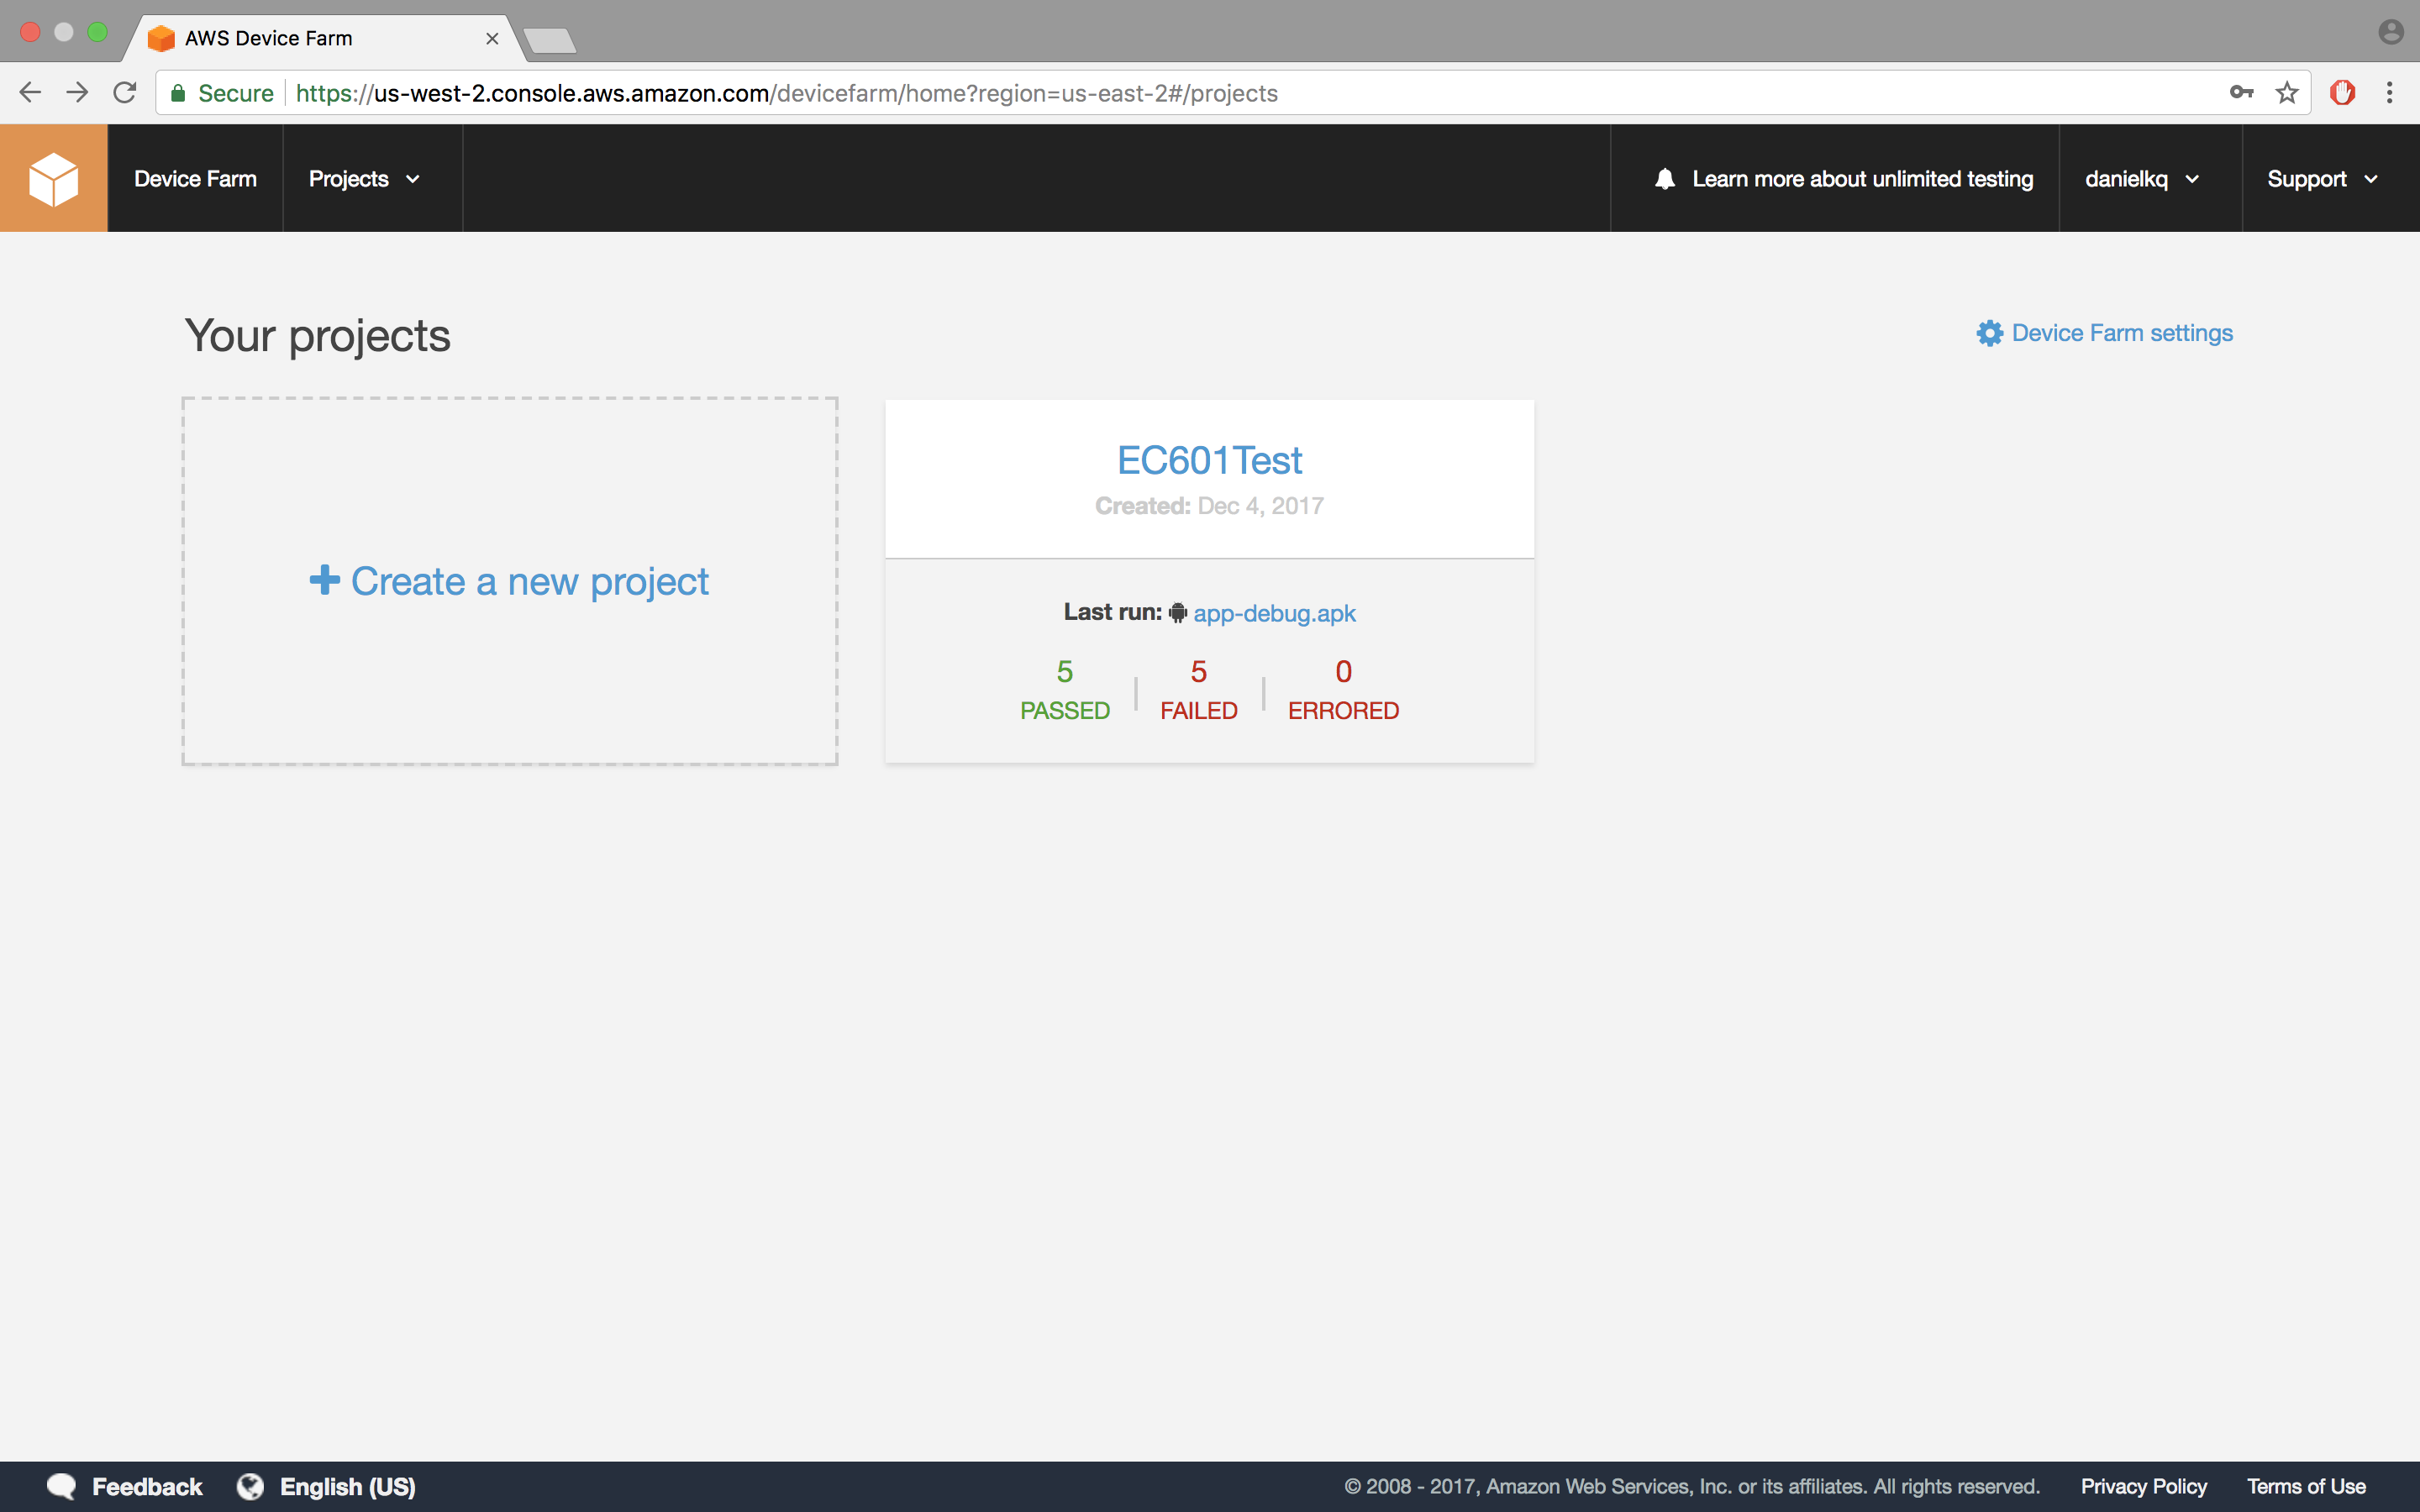 AWS Device Farm
Secure https://us-west-2.console.aws.amazon.com/devicefarm/home?region=us-east-2#/projects
Device Farm Projects Learn more about unlimited testing danielkq Support
Your projects Device Farm settings
EC601Test
Created: Dec 4, 2017
Create a new project
Last run: app-debug.apk
5 5 0
PASSED FAILED ERRORED
Feedback English (US) © 2008 - 2017, Amazon Web Services, Inc. or its affiliates. All rights reserved. Privacy Policy Terms of Use